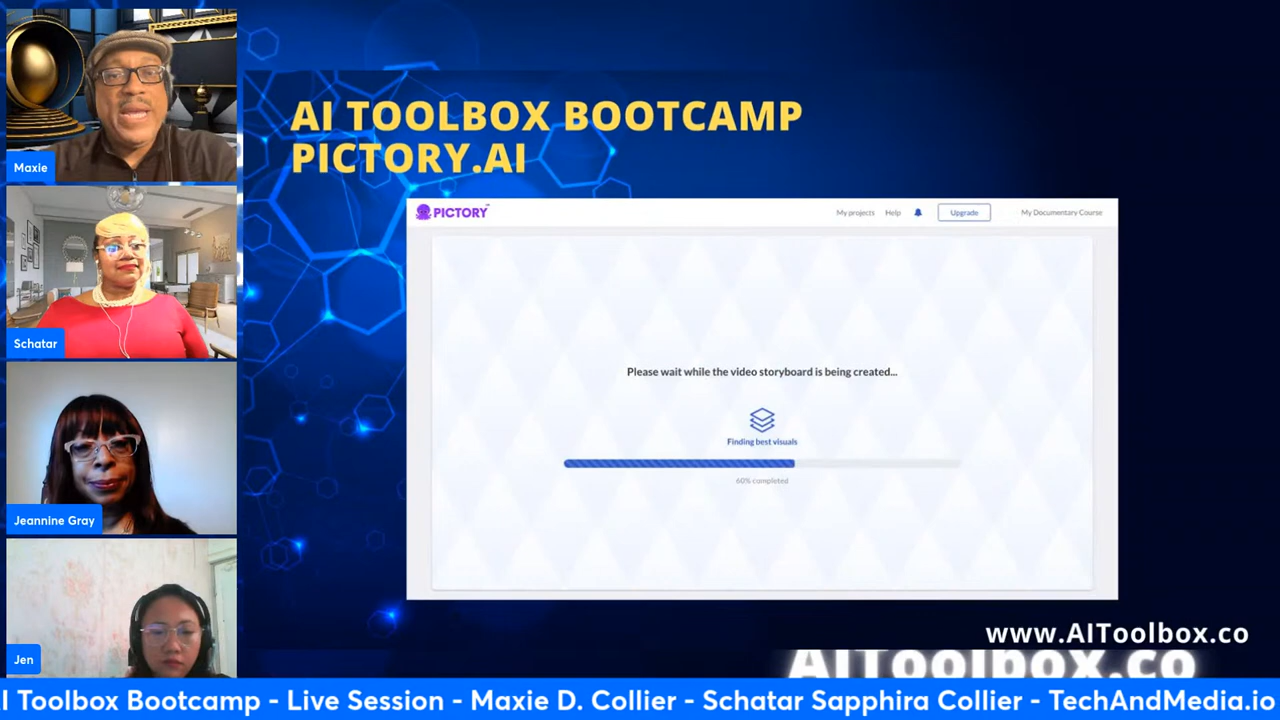 Maxie
Schatar
Jeannine Gray
Jen
AI TOOLBOX BOOTCAMP
PICTORY.AI
PICTORY™
My projects Help Upgrade My Documentary Course
Please wait while the video storyboard is being created...
Finding best visuals
60% completed
www.AIToolbox.co
AIToolbox.co
I Toolbox Bootcamp - Live Session - Maxie D. Collier - Schatar Sapphira Collier - TechAndMedia.io